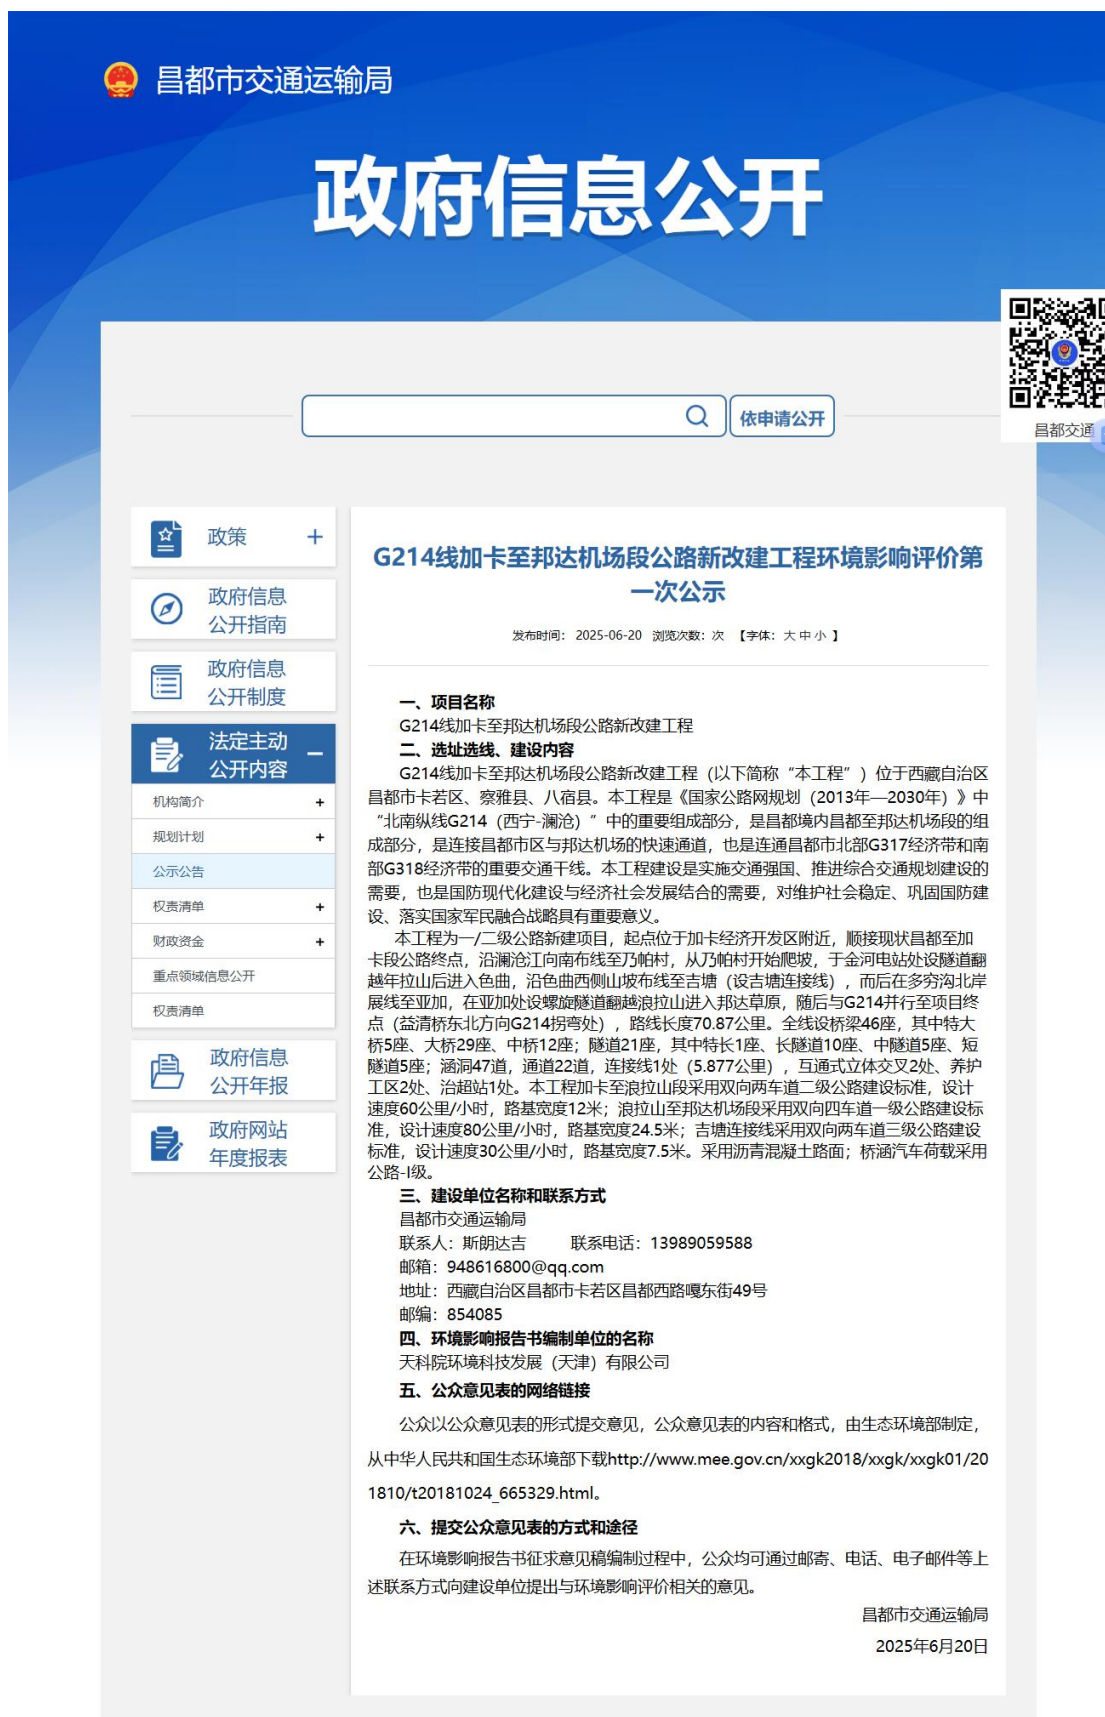 昌都市交通运输局
政府信息公开
依申请公开
昌都交通
政策 +
政府信息
公开指南
政府信息
公开制度
法定主动
公开内容 −
机构简介 +
规划计划 +
公示公告
权责清单 +
财政资金 +
重点领域信息公开
权责清单
政府信息
公开年报
政府网站
年度报表
G214线加卡至邦达机场段公路新改建工程环境影响评价第
一次公示
发布时间： 2025-06-20 浏览次数：次 【字体：大 中 小 】
一、项目名称
G214线加卡至邦达机场段公路新改建工程
二、选址选线、建设内容
G214线加卡至邦达机场段公路新改建工程（以下简称“本工程”）位于西藏自治区
昌都市卡若区、察雅县、八宿县。本工程是《国家公路网规划（2013年—2030年）》中
“北南纵线G214（西宁-澜沧）”中的重要组成部分，是昌都境内昌都至邦达机场段的组
成部分，是连接昌都市区与邦达机场的快速通道，也是连通昌都市北部G317经济带和南
部G318经济带的重要交通干线。本工程建设是实施交通强国、推进综合交通规划建设的
需要，也是国防现代化建设与经济社会发展结合的需要，对维护社会稳定、巩固国防建
设、落实国家军民融合战略具有重要意义。
本工程为一/二级公路新建项目，起点位于加卡经济开发区附近，顺接现状昌都至加
卡段公路终点，沿澜沧江向南布线至乃帕村，从乃帕村开始爬坡，于金河电站处设隧道翻
越年拉山后进入色曲，沿色曲西侧山坡布线至吉塘（设吉塘连接线），而后在多穷沟北岸
展线至亚加，在亚加处设螺旋隧道翻越浪拉山进入邦达草原，随后与G214并行至项目终
点（益清桥东北方向G214拐弯处），路线长度70.87公里。全线设桥梁46座，其中特大
桥5座、大桥29座、中桥12座；隧道21座，其中特长1座、长隧道10座、中隧道5座、短
隧道5座；涵洞47道，通道22道，连接线1处（5.877公里），互通式立体交叉2处、养护
工区2处、治超站1处。本工程加卡至浪拉山段采用双向两车道二级公路建设标准，设计
速度60公里/小时，路基宽度12米；浪拉山至邦达机场段采用双向四车道一级公路建设标
准，设计速度80公里/小时，路基宽度24.5米；吉塘连接线采用双向两车道三级公路建设
标准，设计速度30公里/小时，路基宽度7.5米。采用沥青混凝土路面；桥涵汽车荷载采用
公路-Ⅰ级。
三、建设单位名称和联系方式
昌都市交通运输局
联系人：斯朗达吉 联系电话：13989059588
邮箱：948616800@qq.com
地址：西藏自治区昌都市卡若区昌都西路嘎东街49号
邮编：854085
四、环境影响报告书编制单位的名称
天科院环境科技发展（天津）有限公司
五、公众意见表的网络链接
公众以公众意见表的形式提交意见，公众意见表的内容和格式，由生态环境部制定，
从中华人民共和国生态环境部下载http://www.mee.gov.cn/xxgk2018/xxgk/xxgk01/20
1810/t20181024_665329.html。
六、提交公众意见表的方式和途径
在环境影响报告书征求意见稿编制过程中，公众均可通过邮寄、电话、电子邮件等上
述联系方式向建设单位提出与环境影响评价相关的意见。
昌都市交通运输局
2025年6月20日